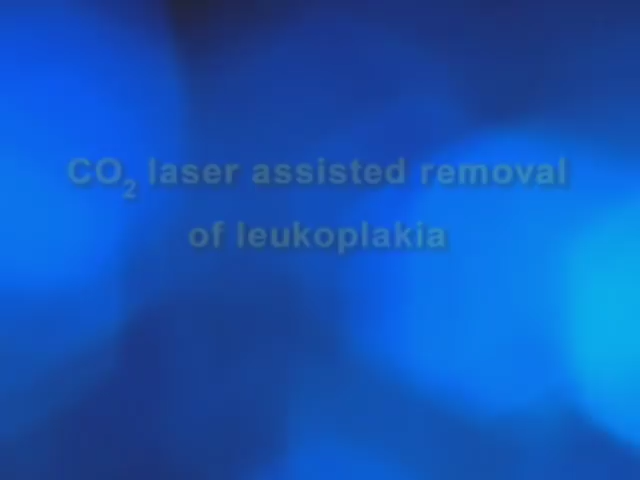 CO₂ laser assisted removal
of leukoplakia